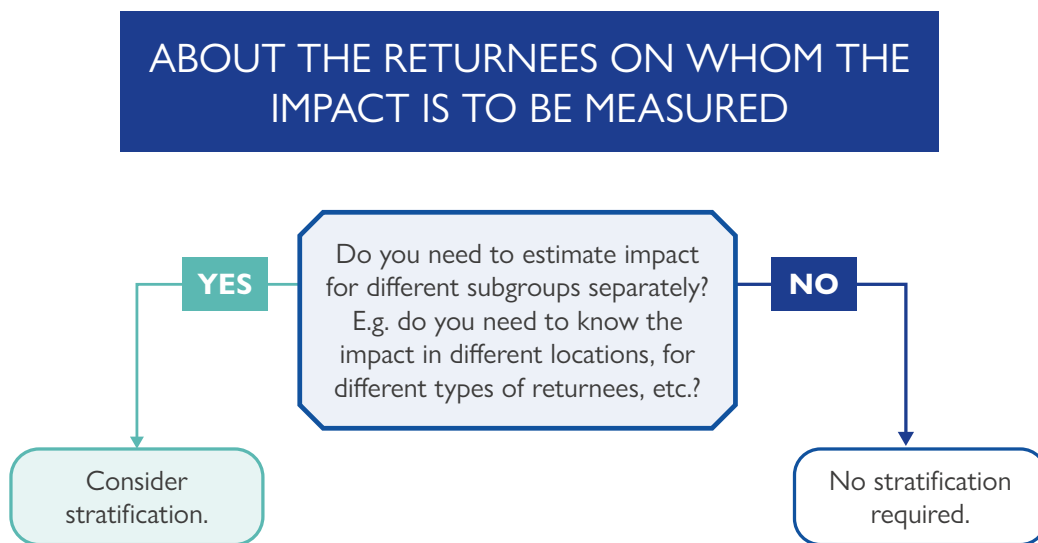 ABOUT THE RETURNEES ON WHOM THE
IMPACT IS TO BE MEASURED
Do you need to estimate impact
for different subgroups separately?
E.g. do you need to know the
impact in different locations, for
different types of returnees, etc.?
YES
NO
Consider
stratification.
No stratification
required.